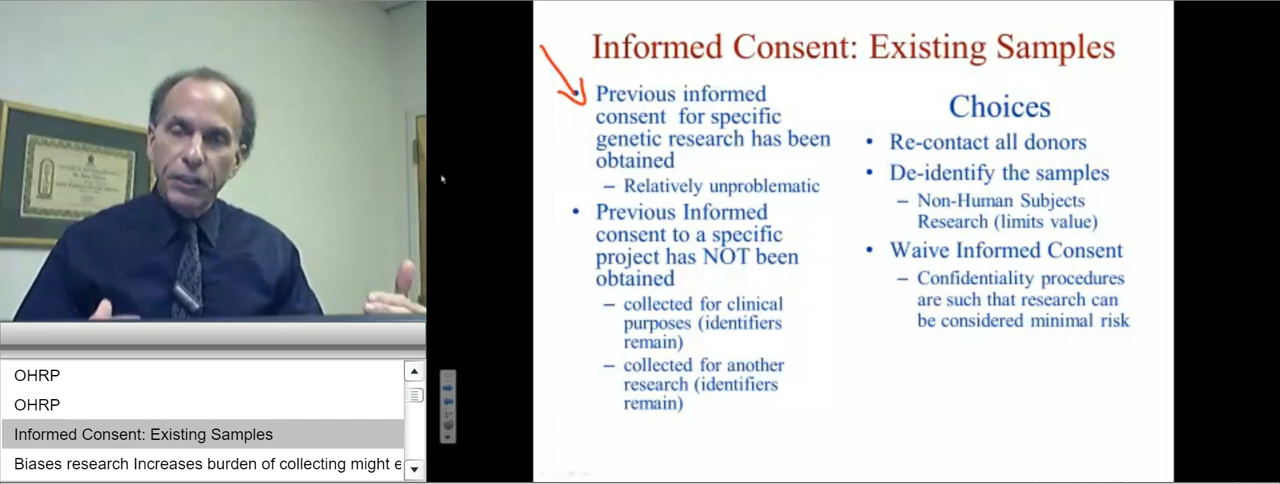 Informed Consent: Existing Samples
• Previous informed
consent for specific
genetic research has been
obtained
– Relatively unproblematic
• Previous Informed
consent to a specific
project has NOT been
obtained
– collected for clinical
purposes (identifiers
remain)
– collected for another
research (identifiers
remain)
Choices
• Re-contact all donors
• De-identify the samples
– Non-Human Subjects
Research (limits value)
• Waive Informed Consent
– Confidentiality procedures
are such that research can
be considered minimal risk
OHRP
OHRP
Informed Consent: Existing Samples
Biases research Increases burden of collecting might e